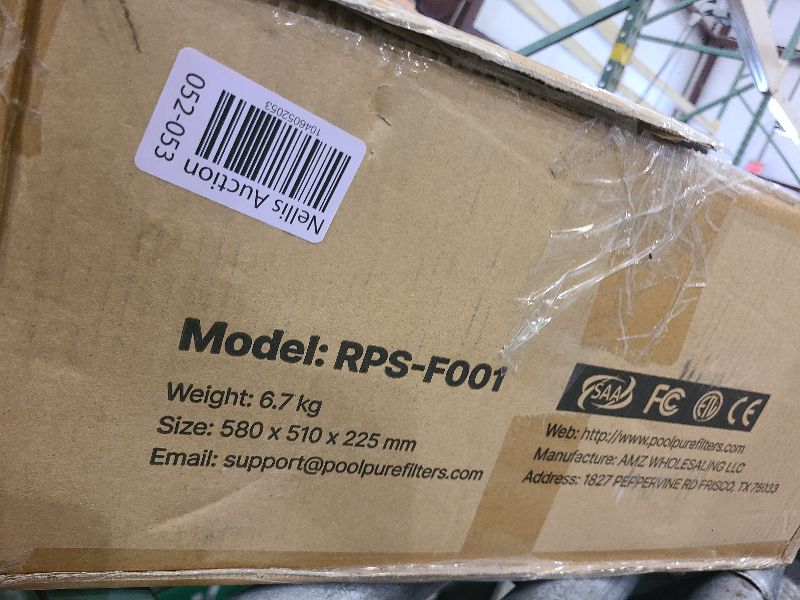 Nellis Auction
1046052053
052-053
Model: RPS-F001
Weight: 6.7 kg
Size: 580 x 510 x 225 mm
Email: support@poolpurefilters.com
SAA FC ETL CE
Web: http://www.poolpurefilters.com
Manufacture: AMZ WHOLESALING LLC
Address: 1827 PEPPERVINE RD FRISCO, TX 75033